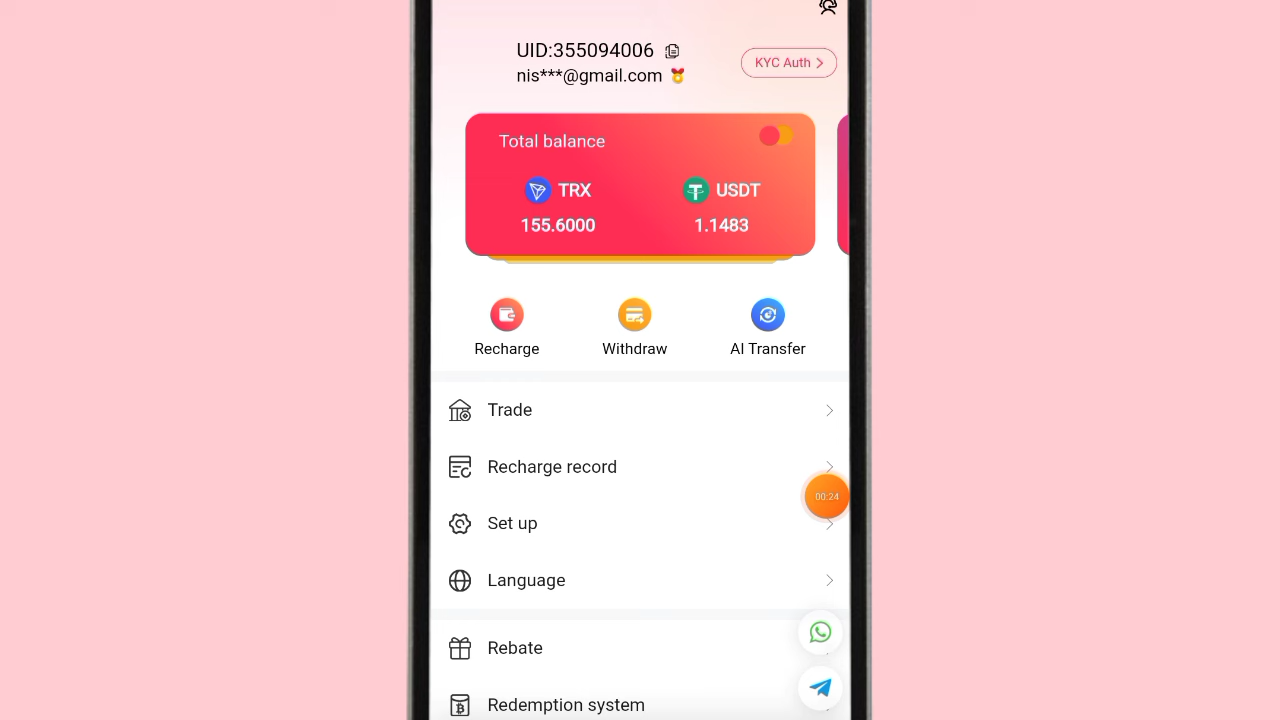 UID:355094006
nis***@gmail.com
KYC Auth
Total balance
TRX
USDT
155.6000
1.1483
Recharge
Withdraw
AI Transfer
Trade
Recharge record
00:24
Set up
Language
Rebate
Redemption system